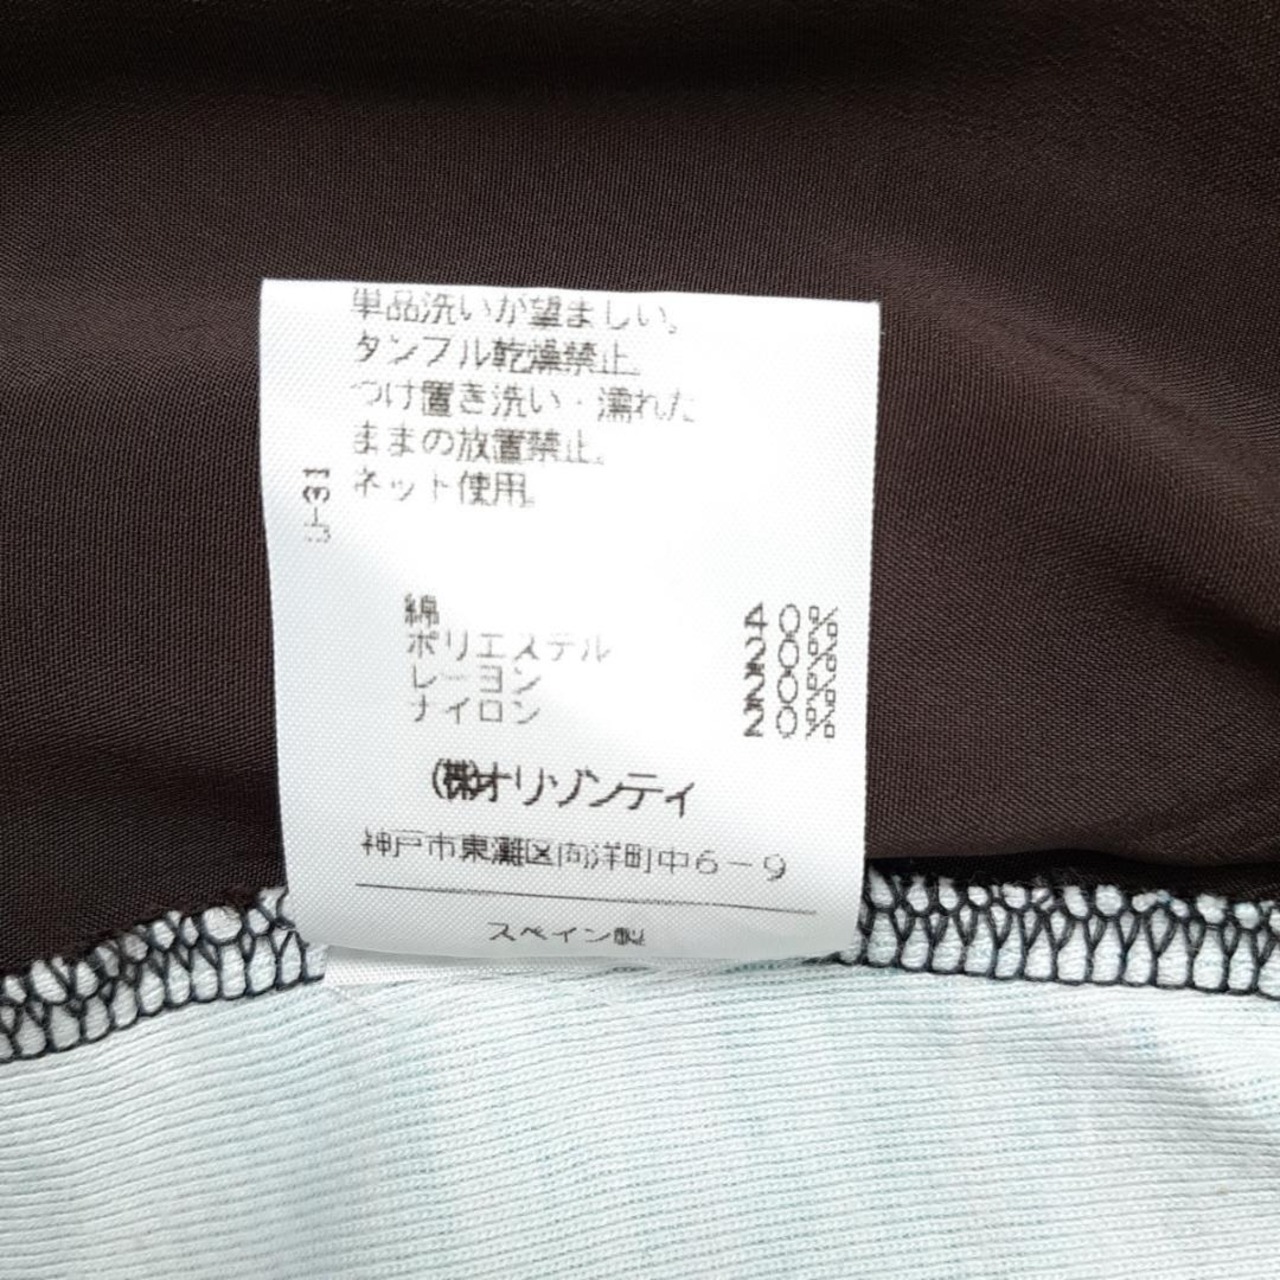 単品洗いが望ましい。
タンブル乾燥禁止。
つけ置き洗い・濡れた
ままの放置禁止。
ネット使用。
綿 40%
ポリエステル 20%
レーヨン 20%
ナイロン 20%
(株)オリゾンティ
神戸市東灘区向洋町中6-9
スペイン製